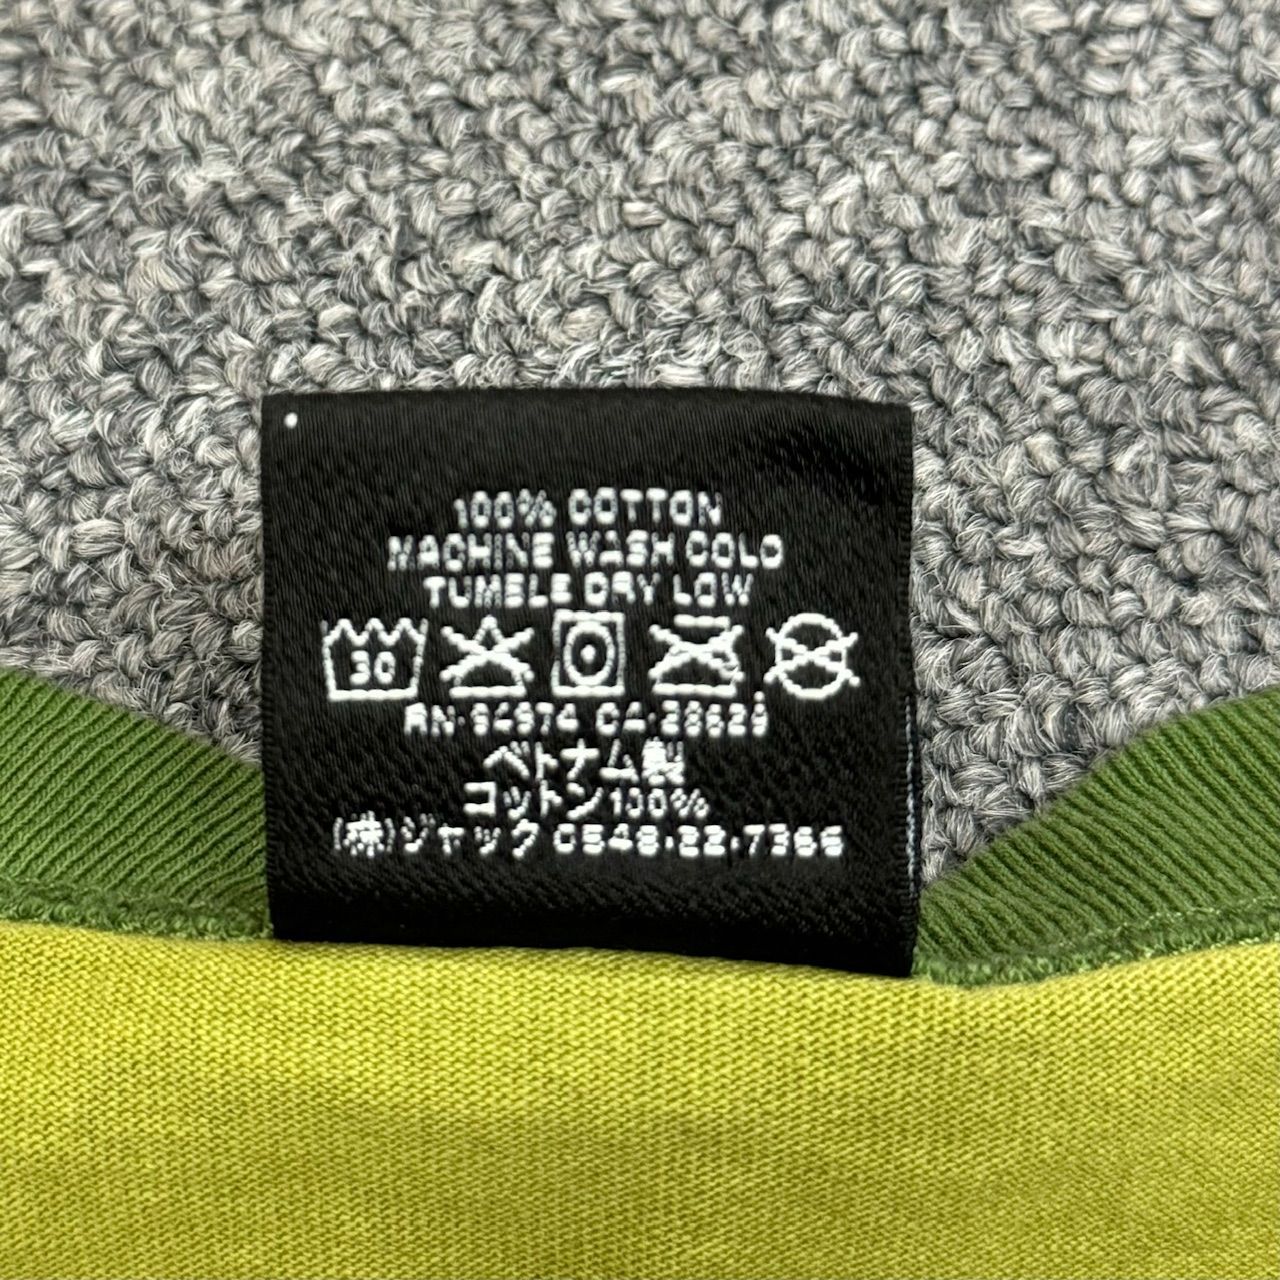 100% COTTON
MACHINE WASH COLD
TUMBLE DRY LOW
30
RN: 94974 CA: 38629
ベトナム製
コットン100%
(株)ジャック 0548-22-7366